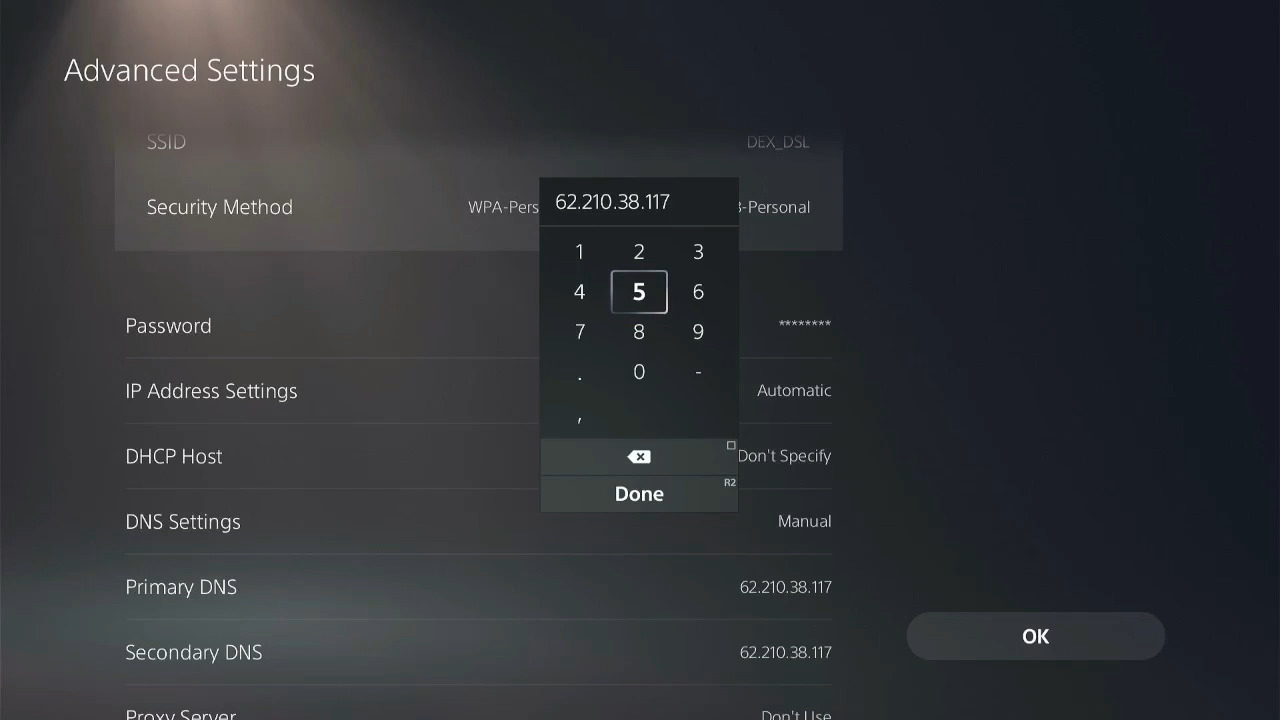 Advanced Settings
SSID DEX_DSL
Security Method WPA-Pers 3-Personal
62.210.38.117
1 2 3
4 5 6
7 8 9
. 0 -
,
Password ********
IP Address Settings Automatic
DHCP Host Don't Specify
R2
Done
DNS Settings Manual
Primary DNS 62.210.38.117
Secondary DNS 62.210.38.117
OK
Proxy Server Don't Use